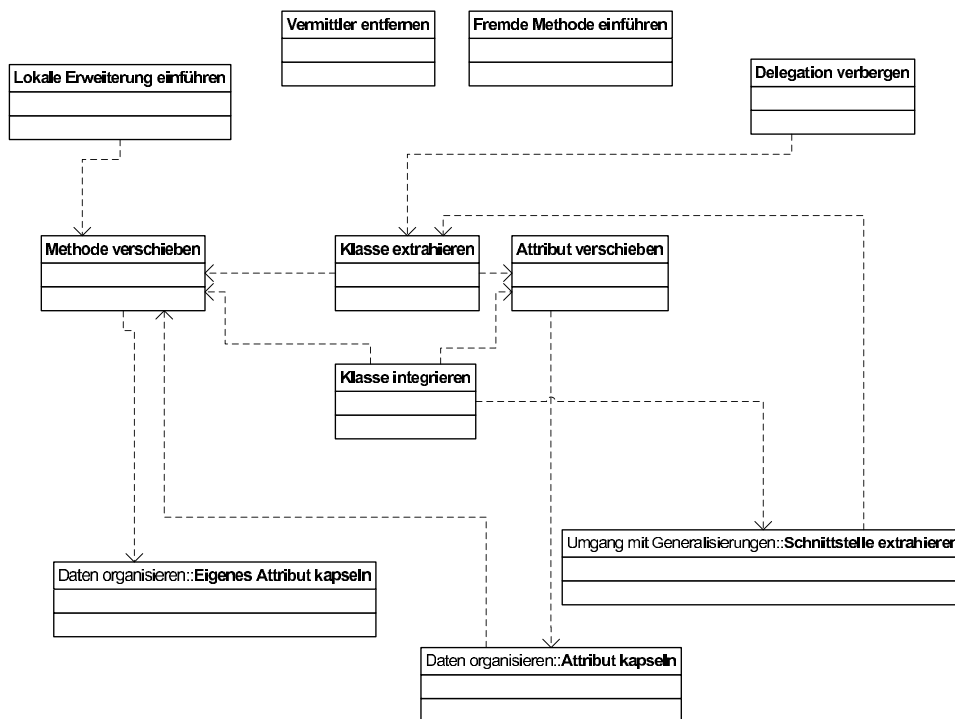 Vermittler entfernen
Fremde Methode einführen
Lokale Erweiterung einführen
Delegation verbergen
Methode verschieben
Klasse extrahieren
Attribut verschieben
Klasse integrieren
Umgang mit Generalisierungen::Schnittstelle extrahieren
Daten organisieren::Eigenes Attribut kapseln
Daten organisieren::Attribut kapseln